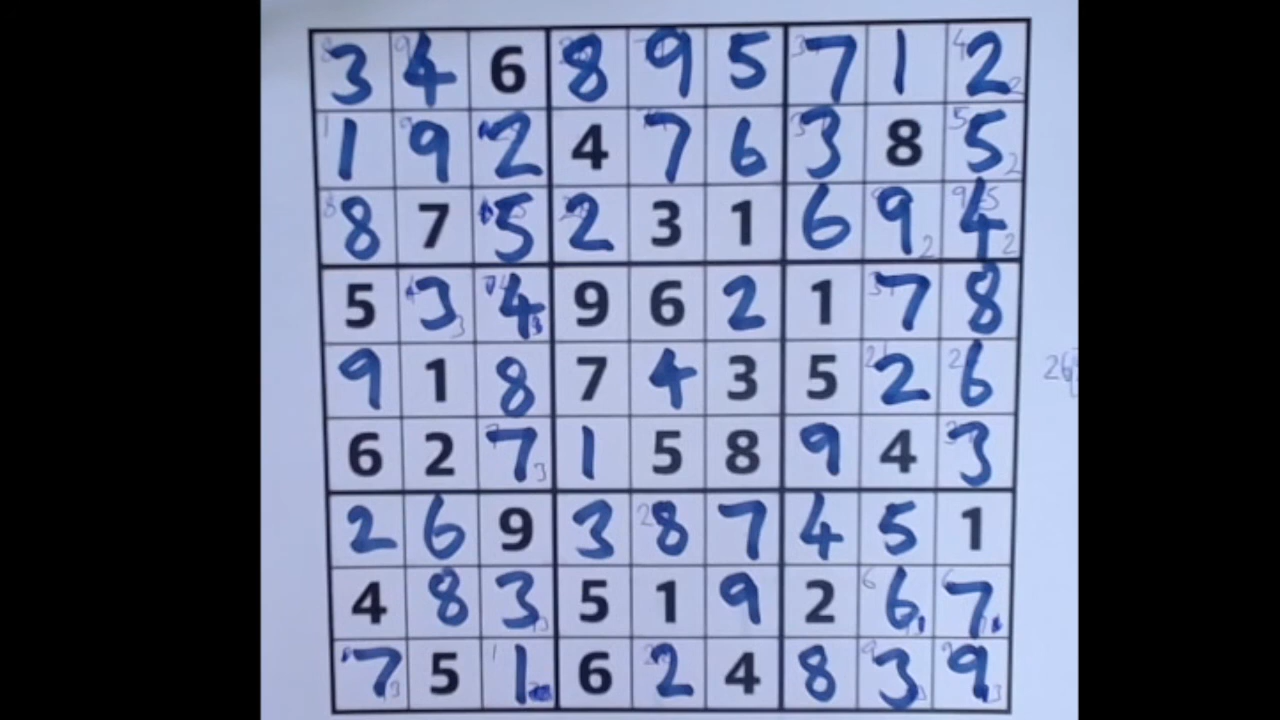 3 4 6 8 9 5 7 1 2
1 9 2 4 7 6 3 8 5
8 7 5 2 3 1 6 9 4
5 3 4 9 6 2 1 7 8
9 1 8 7 4 3 5 2 6
6 2 7 1 5 8 9 4 3
2 6 9 3 8 7 4 5 1
4 8 3 5 1 9 2 6 7
7 5 1 6 2 4 8 3 9